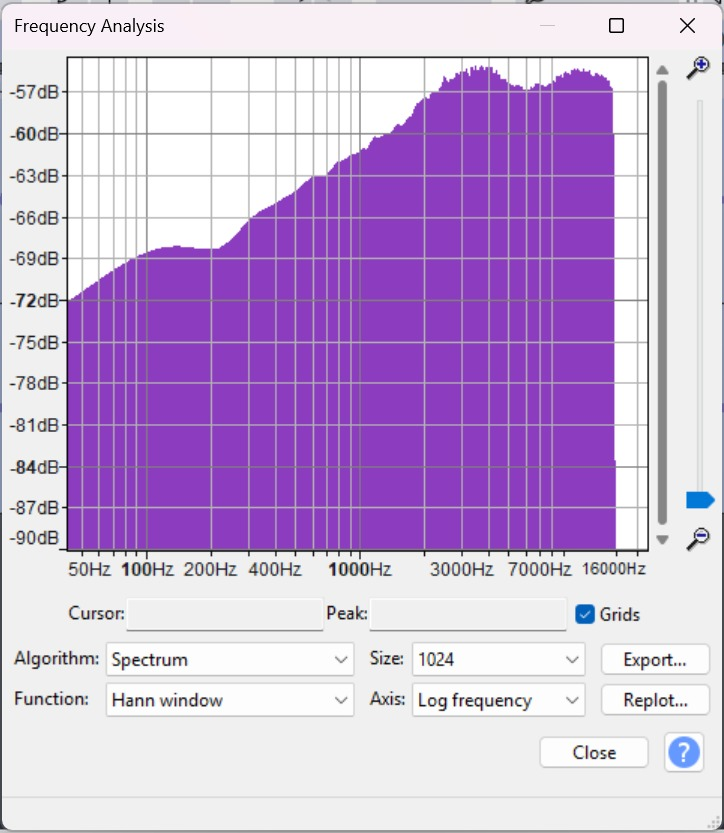 Frequency Analysis
-57dB
-60dB
-63dB
-66dB
-69dB
-72dB
-75dB
-78dB
-81dB
-84dB
-87dB
-90dB
50Hz 100Hz 200Hz 400Hz 1000Hz 3000Hz 7000Hz 16000Hz
Cursor: Peak: Grids
Algorithm: Spectrum Size: 1024 Export...
Function: Hann window Axis: Log frequency Replot...
Close ?